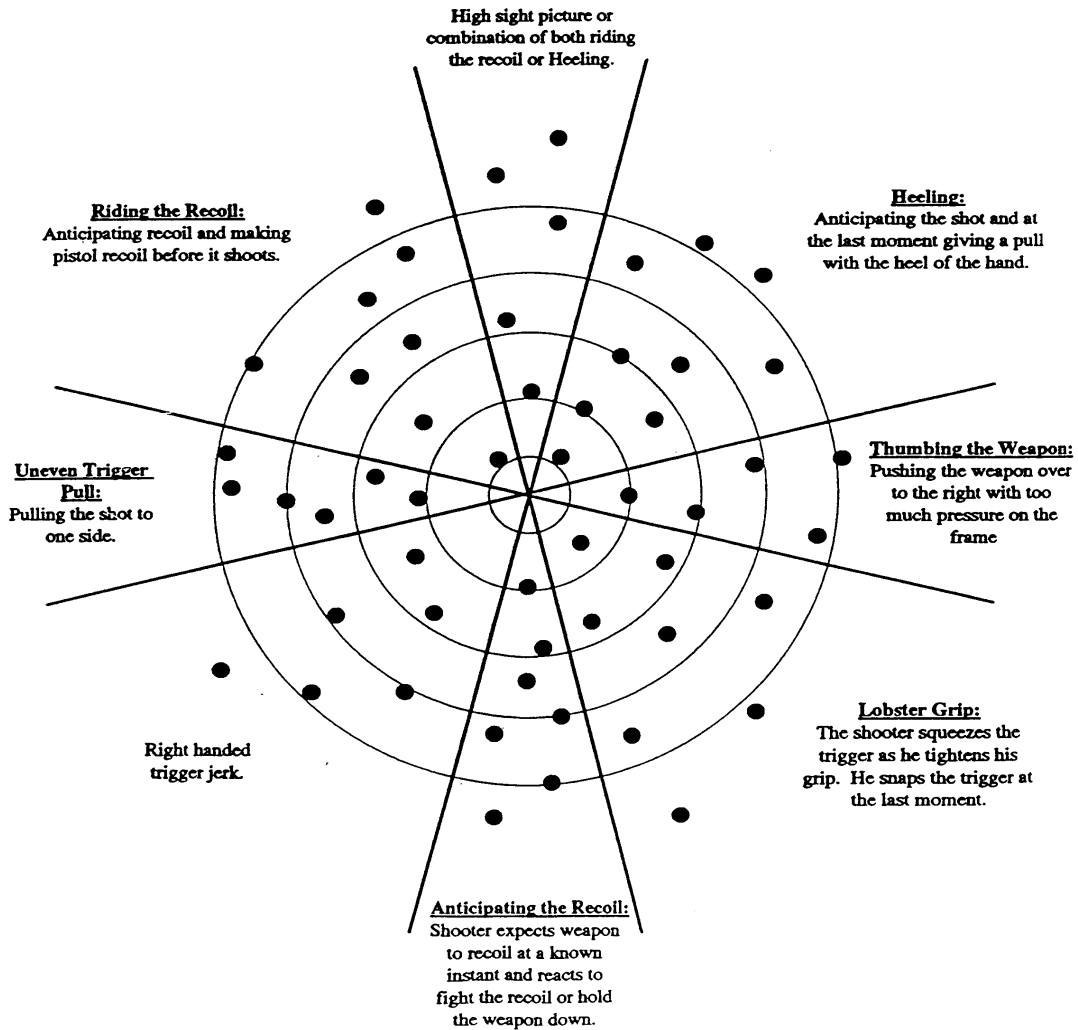 High sight picture or
combination of both riding
the recoil or Heeling.
Riding the Recoil:
Anticipating recoil and making
pistol recoil before it shoots.
Heeling:
Anticipating the shot and at
the last moment giving a pull
with the heel of the hand.
Uneven Trigger
Pull:
Pulling the shot to
one side.
Thumbing the Weapon:
Pushing the weapon over
to the right with too
much pressure on the
frame
Right handed
trigger jerk.
Lobster Grip:
The shooter squeezes the
trigger as he tightens his
grip. He snaps the trigger at
the last moment.
Anticipating the Recoil:
Shooter expects weapon
to recoil at a known
instant and reacts to
fight the recoil or hold
the weapon down.